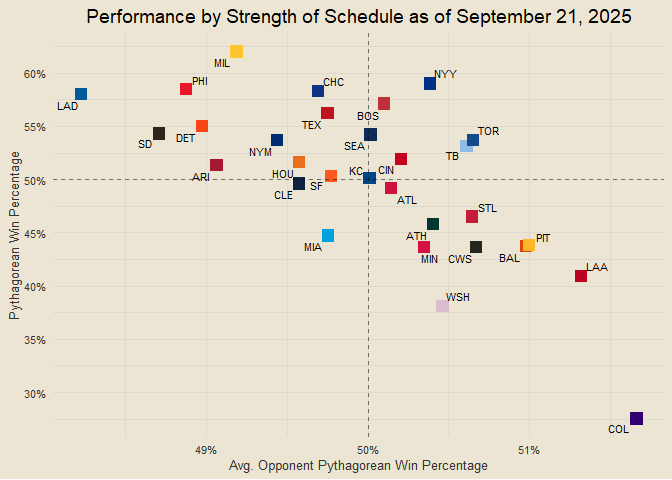 Performance by Strength of Schedule as of September 21, 2025
MIL
PHI
NYY
CHC
LAD
BOS
TEX
TOR
DET
SD
SEA
NYM
TB
ARI
HOU
KC
CIN
SF
CLE
ATL
STL
ATH
PIT
MIA
MIN
CWS
BAL
LAA
WSH
COL
60%
55%
50%
45%
40%
35%
30%
Pythagorean Win Percentage
49%
50%
51%
Avg. Opponent Pythagorean Win Percentage